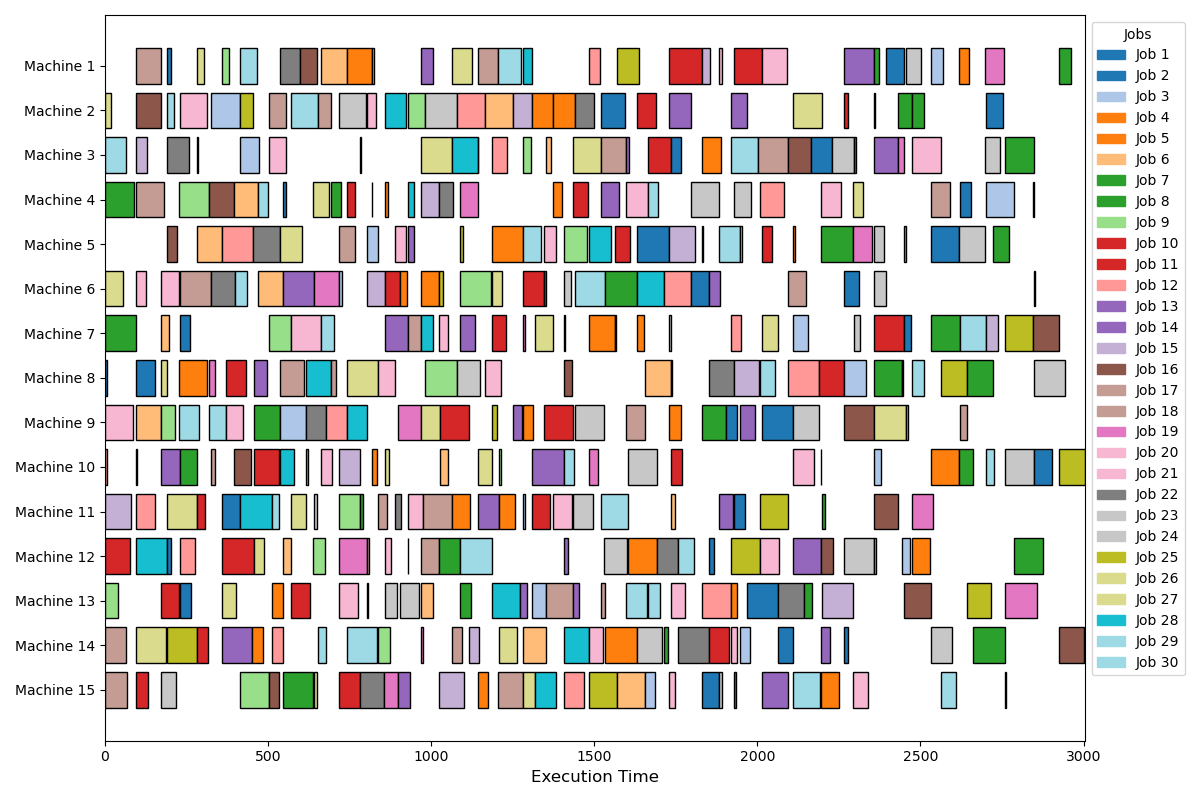 Machine 1
Machine 2
Machine 3
Machine 4
Machine 5
Machine 6
Machine 7
Machine 8
Machine 9
Machine 10
Machine 11
Machine 12
Machine 13
Machine 14
Machine 15
0 500 1000 1500 2000 2500 3000
Execution Time
Jobs
Job 1
Job 2
Job 3
Job 4
Job 5
Job 6
Job 7
Job 8
Job 9
Job 10
Job 11
Job 12
Job 13
Job 14
Job 15
Job 16
Job 17
Job 18
Job 19
Job 20
Job 21
Job 22
Job 23
Job 24
Job 25
Job 26
Job 27
Job 28
Job 29
Job 30